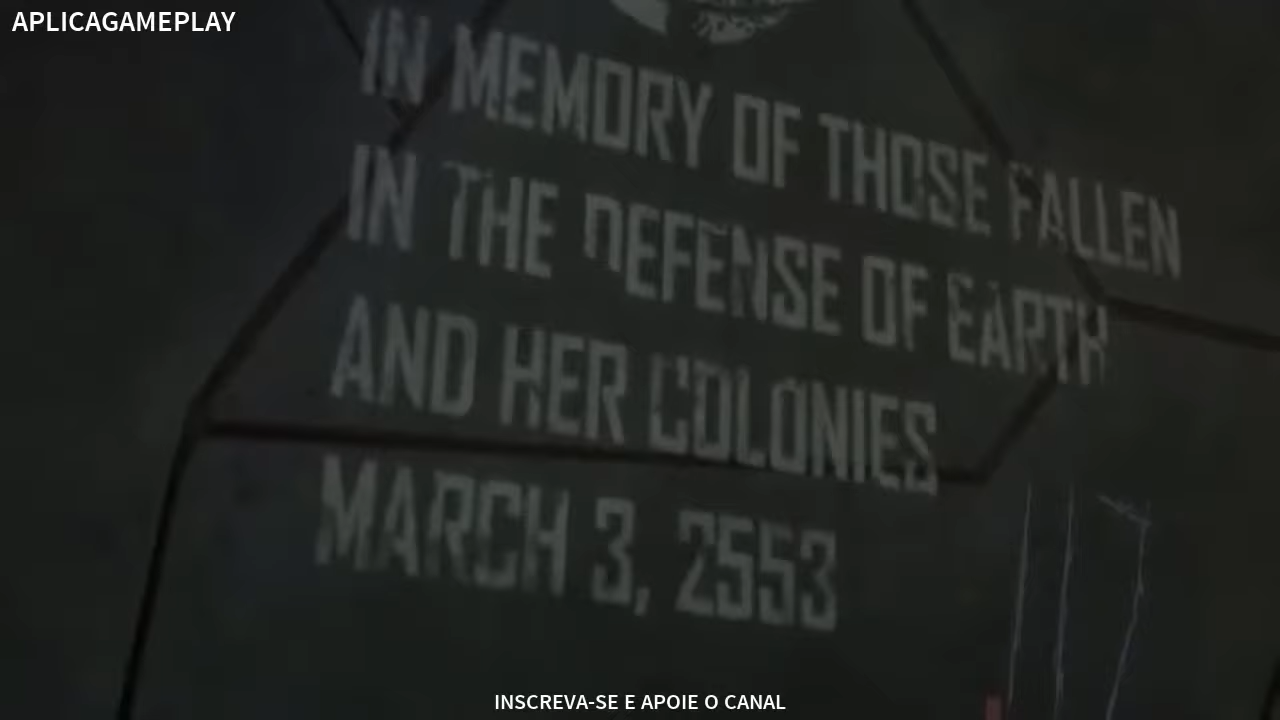 APLICAGAMEPLAY
IN MEMORY OF THOSE FALLEN
IN THE DEFENSE OF EARTH
AND HER COLONIES
MARCH 3, 2553
INSCREVA-SE E APOIE O CANAL